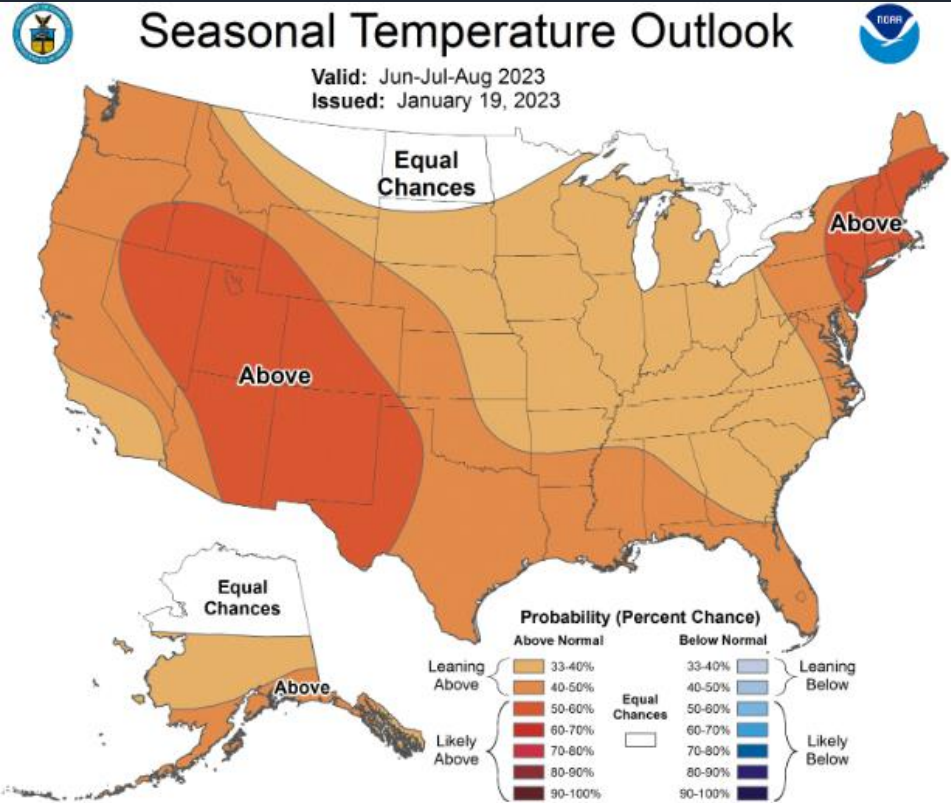 Seasonal Temperature Outlook
NOAA
Valid: Jun-Jul-Aug 2023
Issued: January 19, 2023
Equal
Chances
Above
Above
Equal
Chances
Above
Probability (Percent Chance)
Above Normal
Below Normal
Leaning
Above
33-40%
40-50%
Likely
Above
50-60%
60-70%
70-80%
80-90%
90-100%
Equal
Chances
33-40%
40-50%
Leaning
Below
50-60%
60-70%
70-80%
80-90%
90-100%
Likely
Below